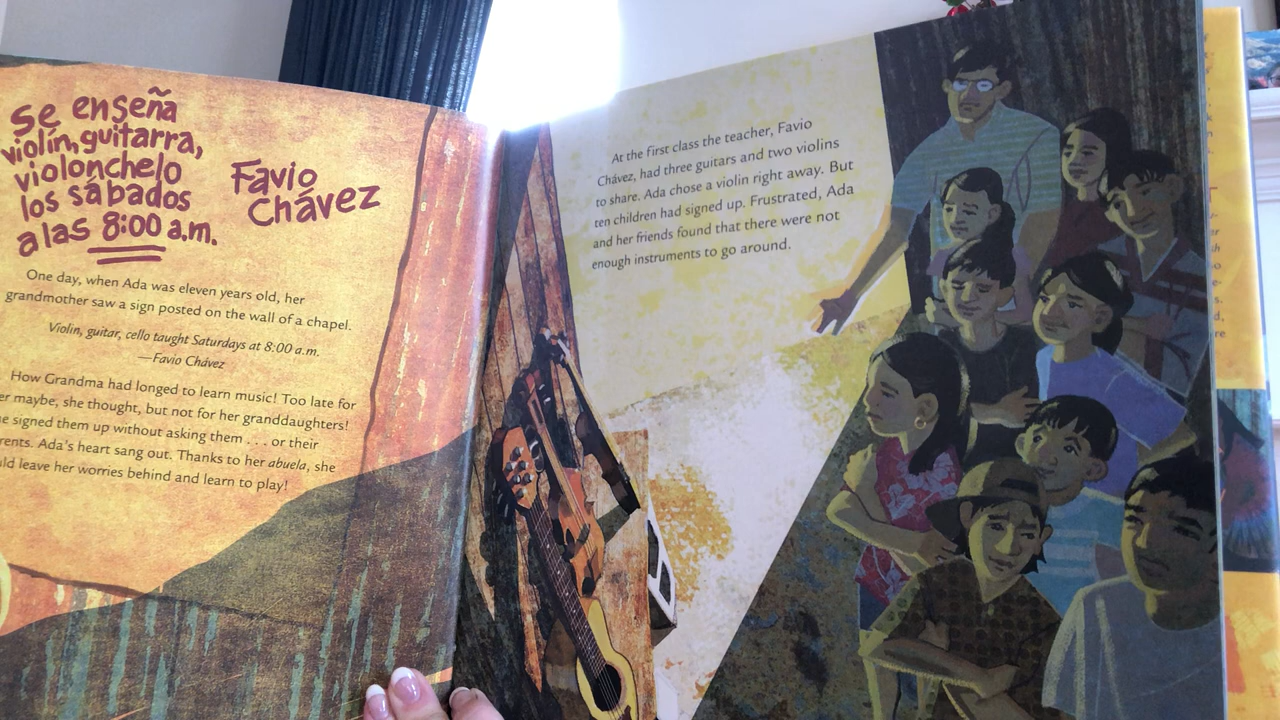 se enseña
violín, guitarra,
violonchelo
los sábados
a las 8:00 a.m.
Favio
Chávez
One day, when Ada was eleven years old, her
grandmother saw a sign posted on the wall of a chapel.
Violin, guitar, cello taught Saturdays at 8:00 a.m.
—Favio Chávez
How Grandma had longed to learn music! Too late for
maybe, she thought, but not for her granddaughters!
signed them up without asking them . . . or their
Ada's heart sang out. Thanks to her abuela, she
leave her worries behind and learn to play!
At the first class the teacher, Favio
Chávez, had three guitars and two violins
to share. Ada chose a violin right away. But
ten children had signed up. Frustrated, Ada
and her friends found that there were not
enough instruments to go around.